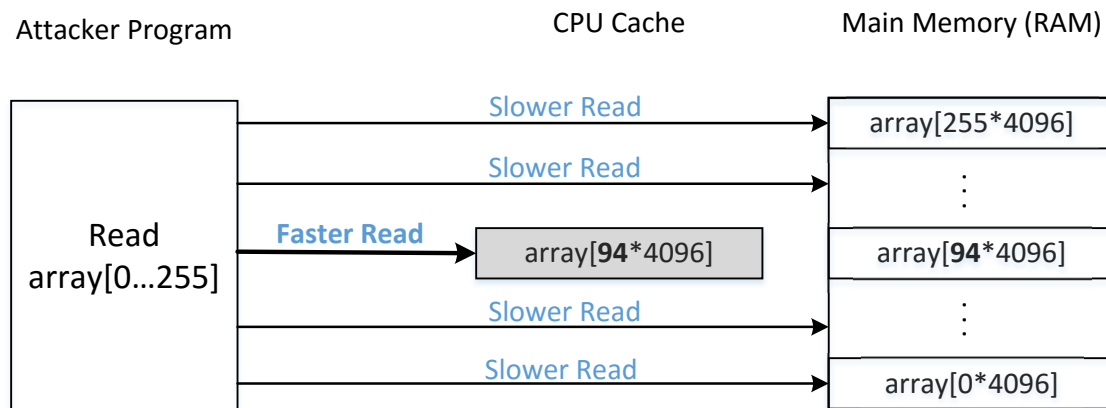 Attacker Program
CPU Cache
Main Memory (RAM)
Slower Read
array[255*4096]
Slower Read
⋮
Read
array[0...255]
Faster Read
array[94*4096]
array[94*4096]
Slower Read
⋮
Slower Read
array[0*4096]